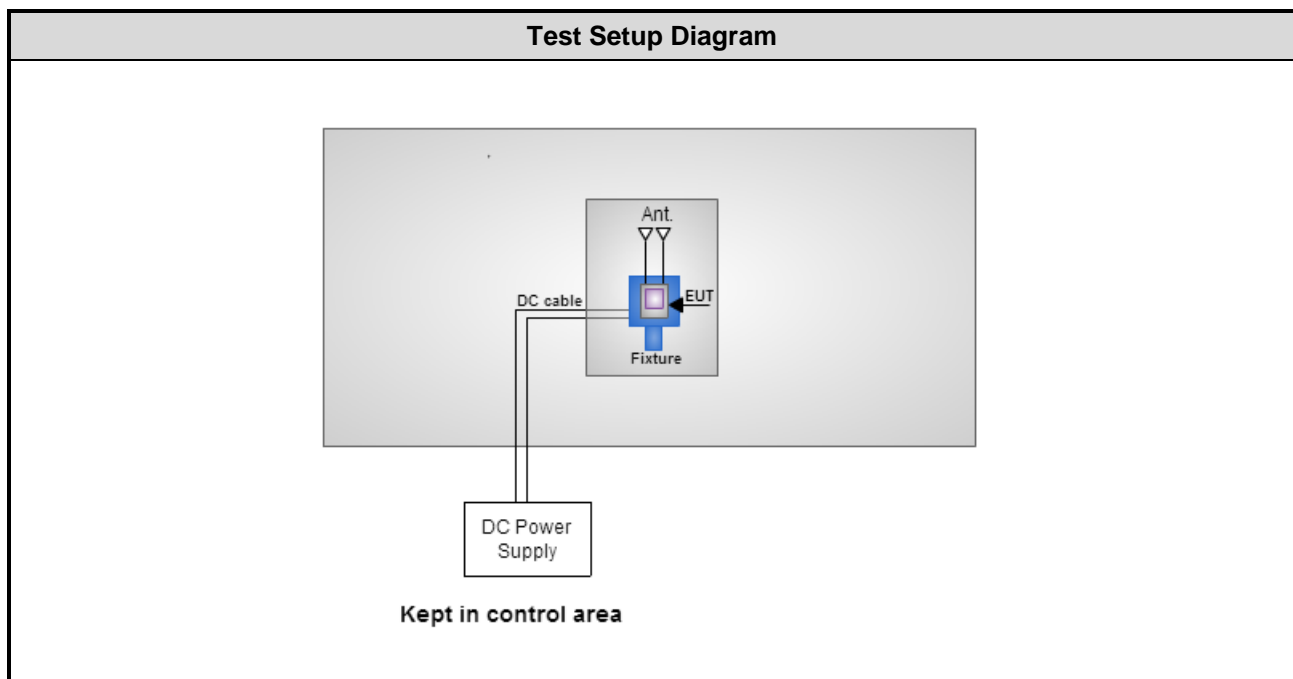 Test Setup Diagram
Ant.
DC cable
EUT
Fixture
DC Power
Supply
Kept in control area